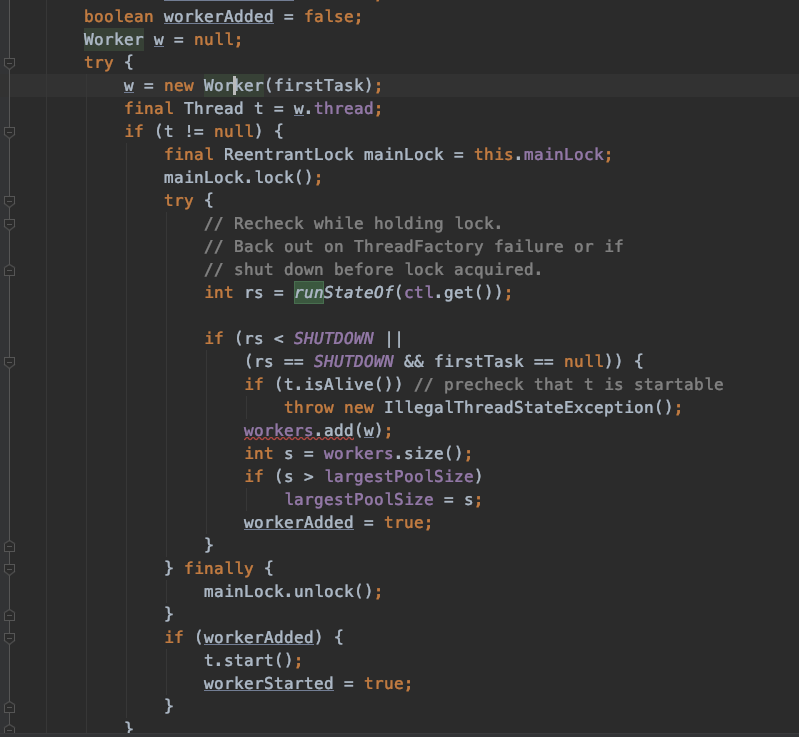 boolean workerAdded = false;
Worker w = null;
try {
w = new Worker(firstTask);
final Thread t = w.thread;
if (t != null) {
final ReentrantLock mainLock = this.mainLock;
mainLock.lock();
try {
// Recheck while holding lock.
// Back out on ThreadFactory failure or if
// shut down before lock acquired.
int rs = runStateOf(ctl.get());
if (rs < SHUTDOWN ||
(rs == SHUTDOWN && firstTask == null)) {
if (t.isAlive()) // precheck that t is startable
throw new IllegalThreadStateException();
workers.add(w);
int s = workers.size();
if (s > largestPoolSize)
largestPoolSize = s;
workerAdded = true;
}
} finally {
mainLock.unlock();
}
if (workerAdded) {
t.start();
workerStarted = true;
}
}